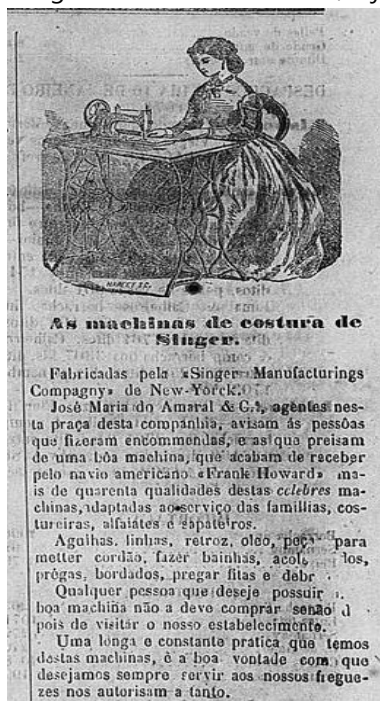 As machinas de costura de
Singer.
Fabricadas pela «Singer Manufacturings
Compagny» de New-Yorck.
José Maria do Amaral & C.ª, agentes nes-
ta praça desta companhia, avisam ás pessôas
que fizeram encommendas, e as que preisam
de uma bôa machina, que acabam de receber
pelo navio americano «Frank Howard» ma-
is de quarenta qualidades destas celebres ma-
chinas, adaptadas ao serviço das famillias, cos-
tureiras, alfaiates e sapateiros.
Agulhas, linhas, retroz, oleo, para
metter cordão, fazer bainhas,
prégas, bordados, pregar fitas e
Qualquer pessoa que deseje possuir
boa machina não a deve comprar senão
pois de visitar o nosso estabelecimento.
Uma longa e constante pratica que temos
destas machinas, é a boa vontade com que
desejamos sempre servir aos nossos fregue-
zes nos autorisam a tanto.